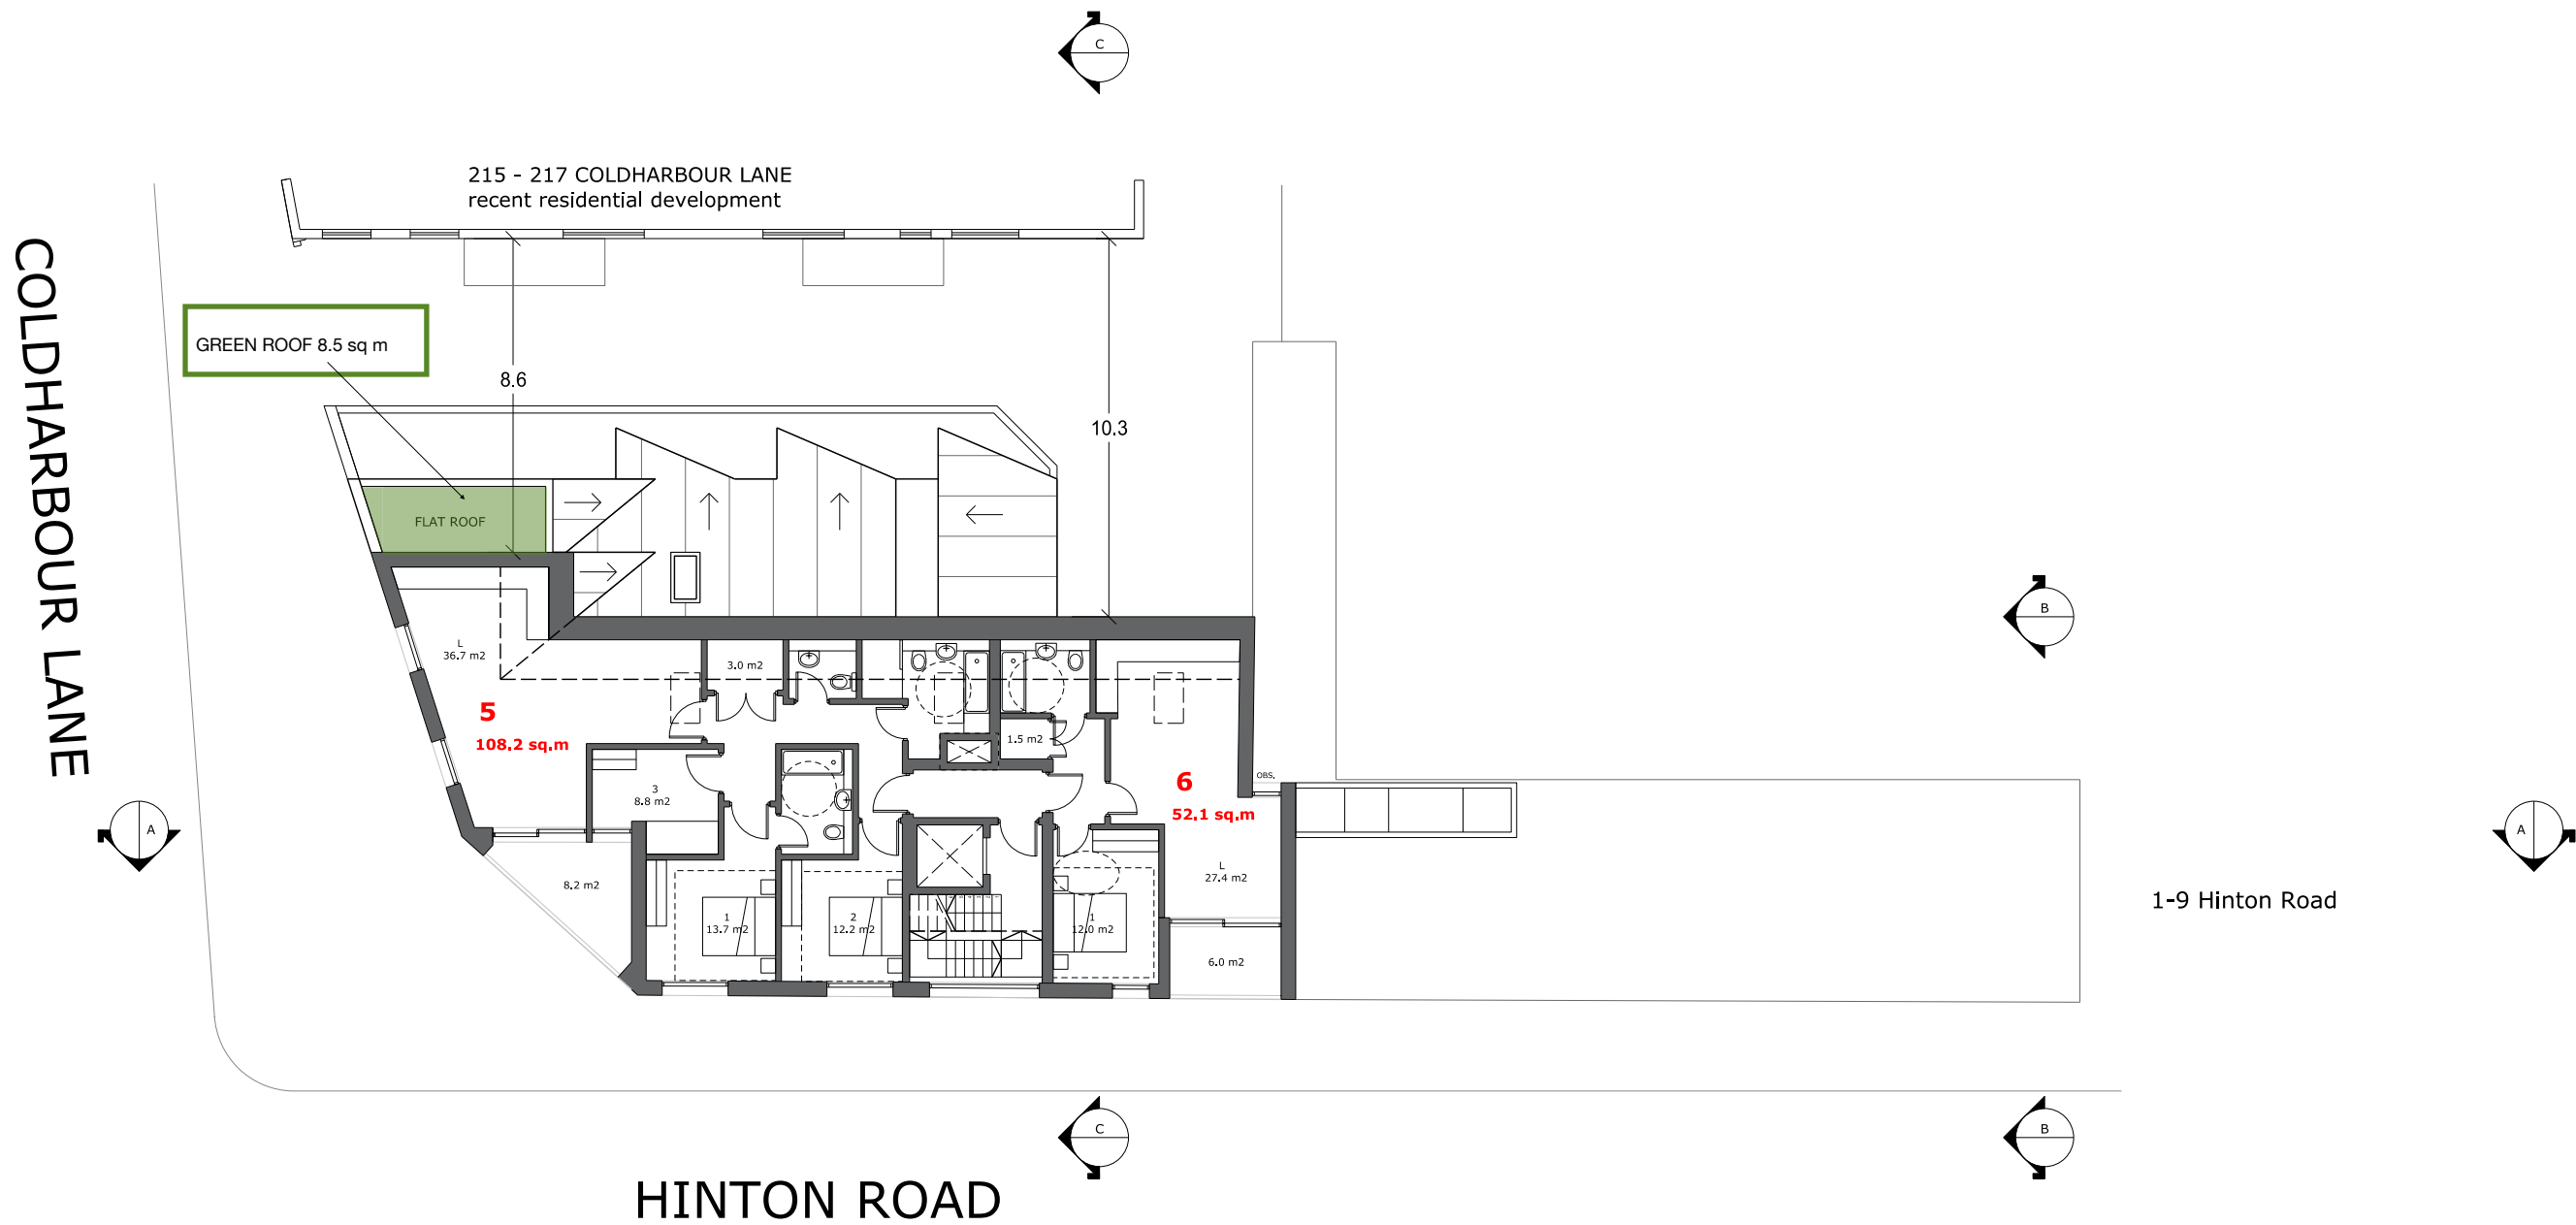 C
215 - 217 COLDHARBOUR LANE
recent residential development
COLDHARBOUR LANE
GREEN ROOF 8.5 sq m
8.6
10.3
FLAT ROOF
B
L
36.7 m2
3.0 m2
5
108.2 sq.m
1.5 m2
6
52.1 sq.m
OBS.
3
8.8 m2
A
A
8.2 m2
L
27.4 m2
1
13.7 m2
2
12.2 m2
1
12.0 m2
6.0 m2
1-9 Hinton Road
C
B
HINTON ROAD